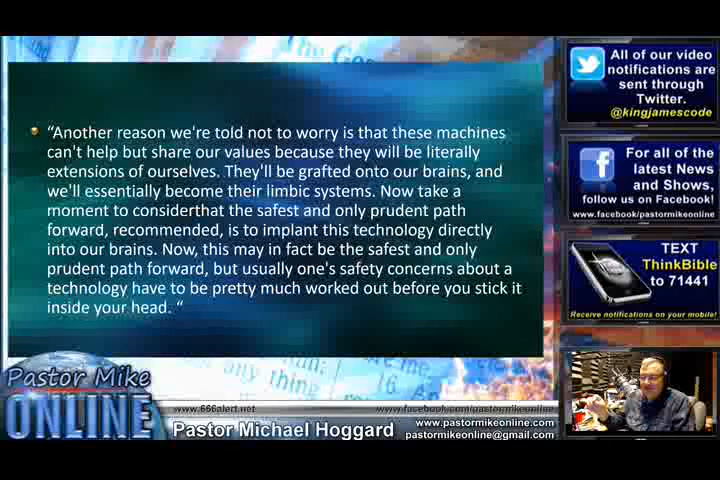 “Another reason we're told not to worry is that these machines
can't help but share our values because they will be literally
extensions of ourselves. They'll be grafted onto our brains, and
we'll essentially become their limbic systems. Now take a
moment to considerthat the safest and only prudent path
forward, recommended, is to implant this technology directly
into our brains. Now, this may in fact be the safest and only
prudent path forward, but usually one's safety concerns about a
technology have to be pretty much worked out before you stick it
inside your head. “
All of our video
notifications are
sent through
Twitter.
@kingjamescode
For all of the
latest News
and Shows,
follow us on Facebook!
www.facebook/pastormikeonline
TEXT
ThinkBible
to 71441
Receive notifications on your mobile!
any thing
Pastor Mike
ONLINE
www.666alert.net
www.facebook.com/pastormikeonline
Pastor Michael Hoggard
www.pastormikeonline.com
pastormikeonline@gmail.com